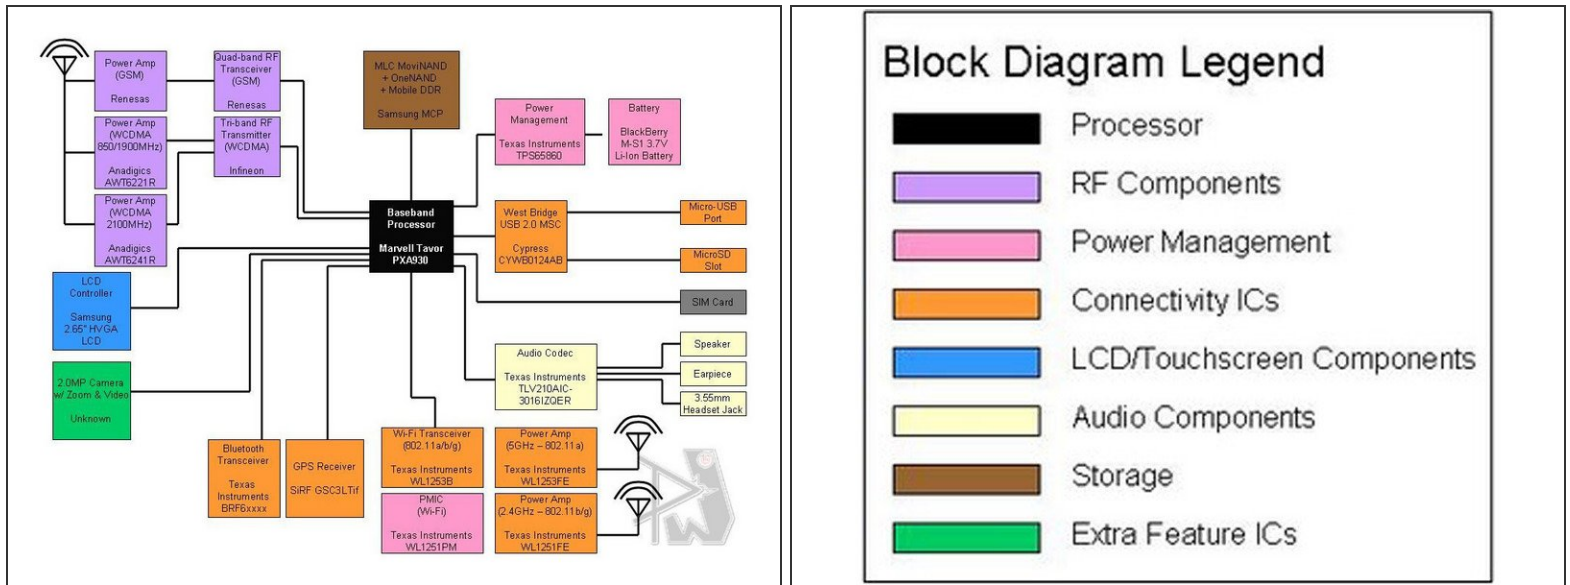 Power Amp
(GSM)
Renesas
Quad-band RF
Transceiver
(GSM)
Renesas
Power Amp
(WCDMA
850/1900MHz)
Anadigics
AWT6221R
Tri-band RF
Transmitter
(WCDMA)
Infineon
Power Amp
(WCDMA
2100MHz)
Anadigics
AWT6241R
MLC MoviNAND
+ OneNAND
+ Mobile DDR
Samsung MCP
Power
Management
Texas Instruments
TPS65860
Battery
BlackBerry
M-S1 3.7V
Li-Ion Battery
Baseband
Processor
Marvell Tavor
PXA930
West Bridge
USB 2.0 MSC
Cypress
CYWB0124AB
Micro-USB
Port
MicroSD
Slot
SIM Card
LCD
Controller
Samsung
2.65" HVGA
LCD
2.0MP Camera
w/ Zoom & Video
Unknown
Audio Codec
Texas Instruments
TLV210AIC-
3016IZQER
Speaker
Earpiece
3.55mm
Headset Jack
Bluetooth
Transceiver
Texas
Instruments
BRF6xxxx
GPS Receiver
SiRF GSC3LTif
Wi-Fi Transceiver
(802.11a/b/g)
Texas Instruments
WL1253B
Power Amp
(5GHz – 802.11a)
Texas Instruments
WL1253FE
PMIC
(Wi-Fi)
Texas Instruments
WL1251PM
Power Amp
(2.4GHz – 802.11b/g)
Texas Instruments
WL1251FE
Block Diagram Legend
Processor
RF Components
Power Management
Connectivity ICs
LCD/Touchscreen Components
Audio Components
Storage
Extra Feature ICs